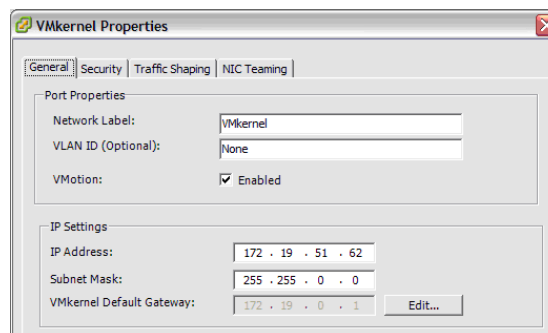 VMkernel Properties
General Security Traffic Shaping NIC Teaming
Port Properties
Network Label: VMkernel
VLAN ID (Optional): None
VMotion: Enabled
IP Settings
IP Address: 172 . 19 . 51 . 62
Subnet Mask: 255 . 255 . 0 . 0
VMkernel Default Gateway: 172 . 19 . 0 . 1 Edit...